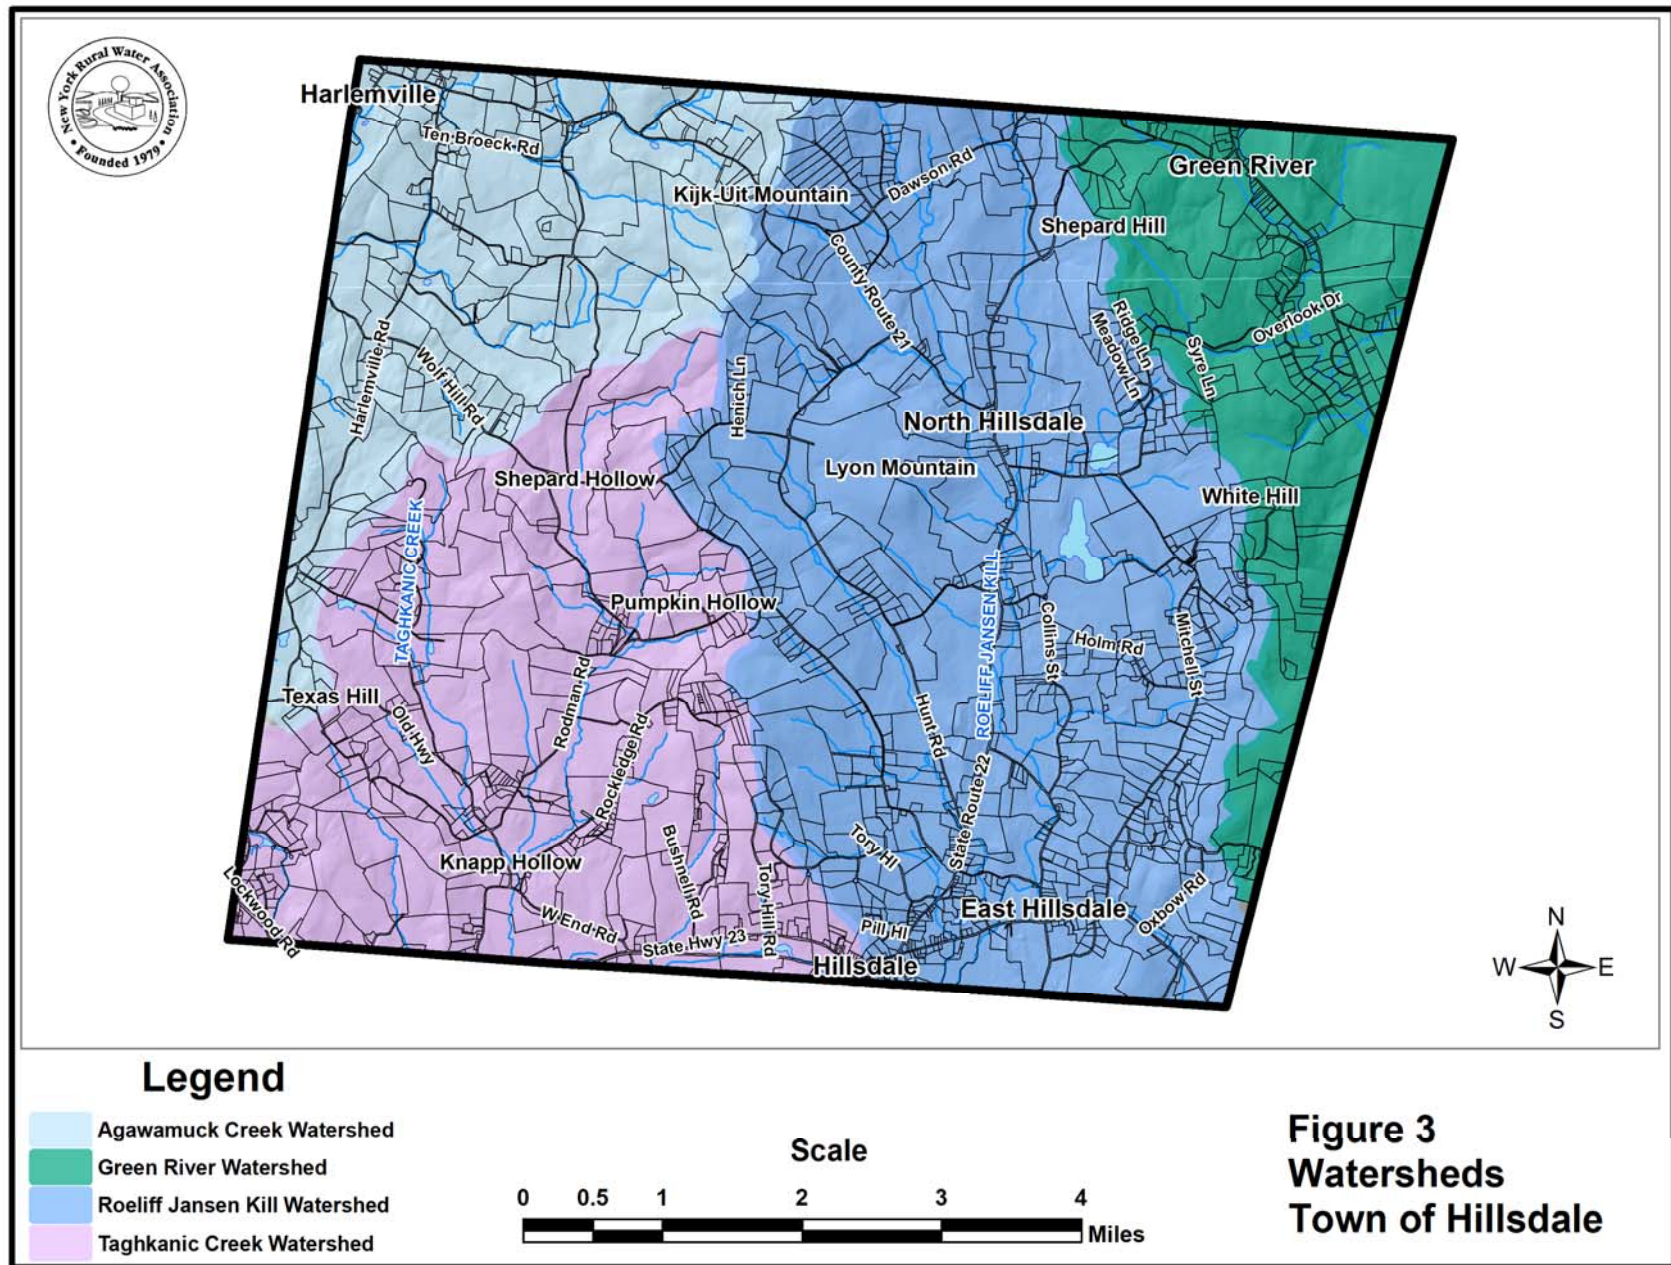 New York Rural Water Association
• Founded 1979 •
Harlemville
Ten Broeck Rd
Kijk-Uit Mountain
Dawson Rd
Green River
Shepard Hill
County Route 21
Overlook Dr
Ridge Ln
Meadow Ln
Syre Ln
Harlemville Rd
Wolf Hill Rd
Henich Ln
North Hillsdale
Lyon Mountain
Shepard Hollow
White Hill
TAGHKANIC CREEK
ROELIFF JANSEN KILL
Pumpkin Hollow
Collins St
Holm Rd
Mitchell St
Texas Hill
Old Hwy
Rodman Rd
Rockledge Rd
Hunt Rd
State Route 22
Knapp Hollow
Bushnell Rd
Tory Hill Rd
Tory Hl
Lockwood Rd
W End Rd
State Hwy 23
Pill Hl
East Hillsdale
Oxbow Rd
Hillsdale
N
W E
S
Legend
Agawamuck Creek Watershed
Green River Watershed
Roeliff Jansen Kill Watershed
Taghkanic Creek Watershed
Scale
0 0.5 1 2 3 4
Miles
Figure 3
Watersheds
Town of Hillsdale